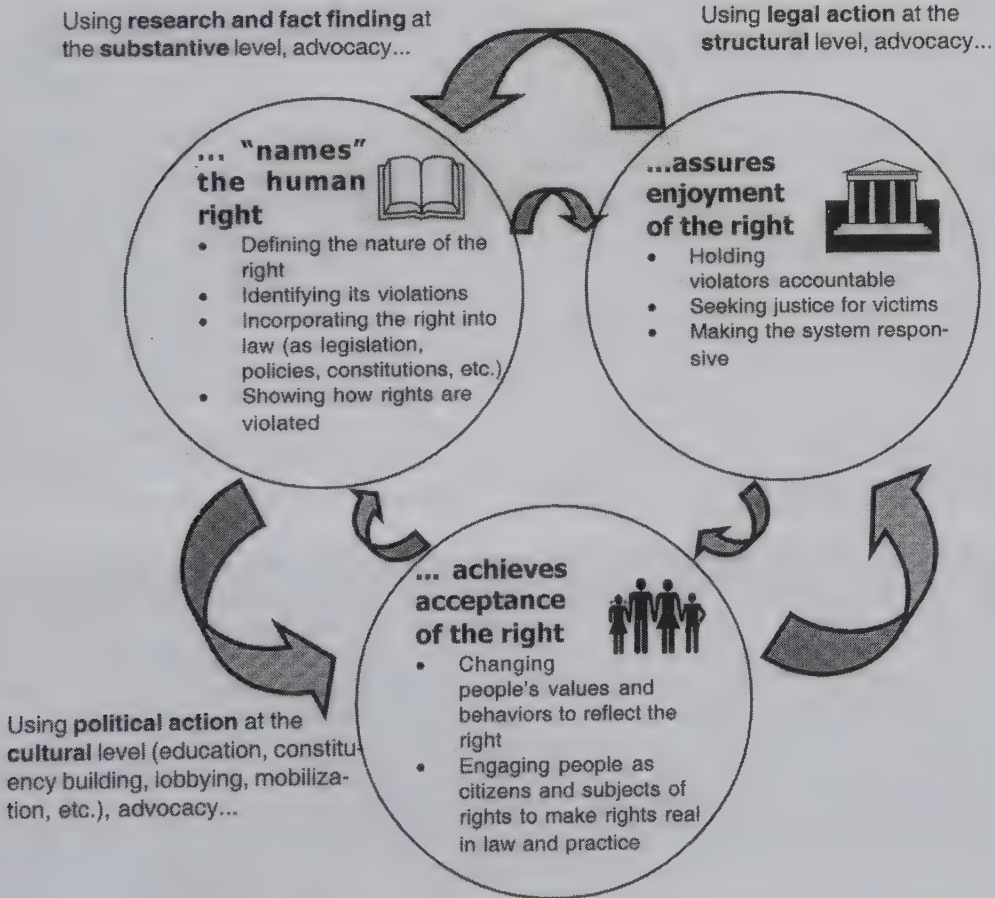 Using research and fact finding at
the substantive level, advocacy...
Using legal action at the
structural level, advocacy...
... "names"
the human
right
• Defining the nature of the
right
• Identifying its violations
• Incorporating the right into
law (as legislation,
policies, constitutions, etc.)
• Showing how rights are
violated
...assures
enjoyment
of the right
• Holding
violators accountable
• Seeking justice for victims
• Making the system respon-
sive
... achieves
acceptance
of the right
• Changing
people's values and
behaviors to reflect the
right
• Engaging people as
citizens and subjects of
rights to make rights real
in law and practice
Using political action at the
cultural level (education, constitu-
ency building, lobbying, mobiliza-
tion, etc.), advocacy...